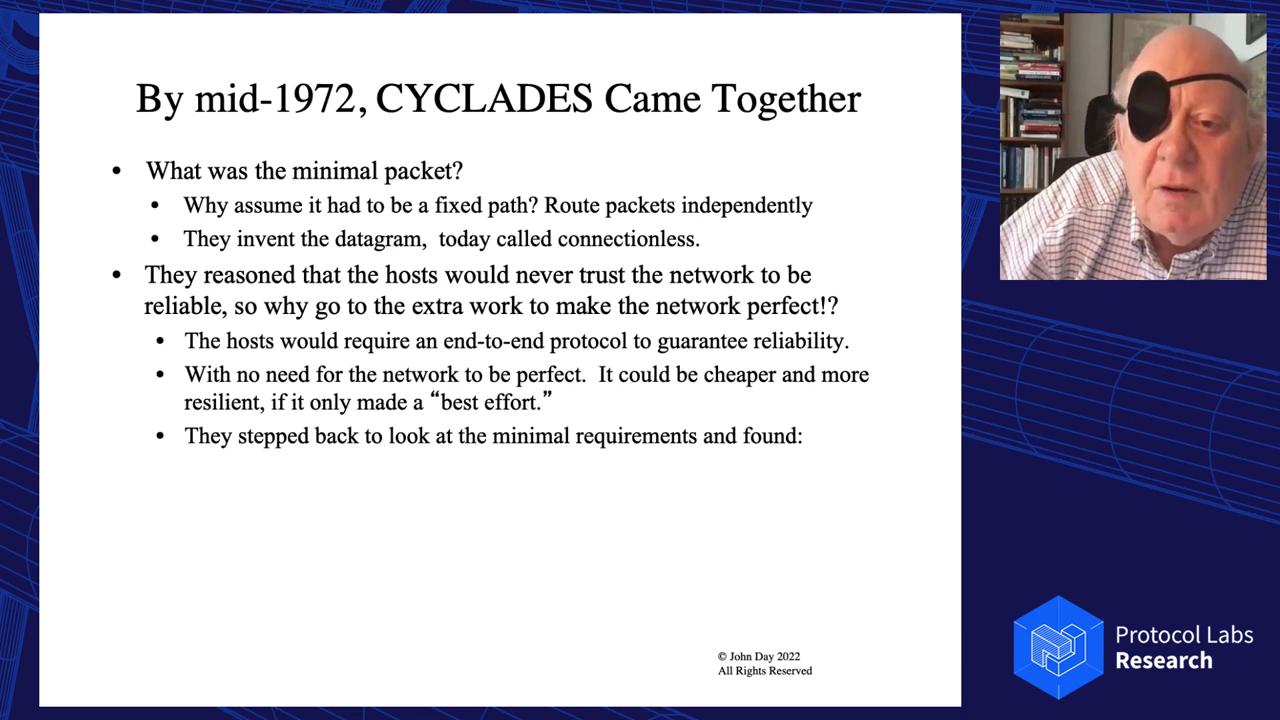 By mid-1972, CYCLADES Came Together
• What was the minimal packet?
• Why assume it had to be a fixed path? Route packets independently
• They invent the datagram, today called connectionless.
• They reasoned that the hosts would never trust the network to be
reliable, so why go to the extra work to make the network perfect!?
• The hosts would require an end-to-end protocol to guarantee reliability.
• With no need for the network to be perfect. It could be cheaper and more
resilient, if it only made a “best effort.”
• They stepped back to look at the minimal requirements and found:
© John Day 2022
All Rights Reserved
Protocol Labs
Research